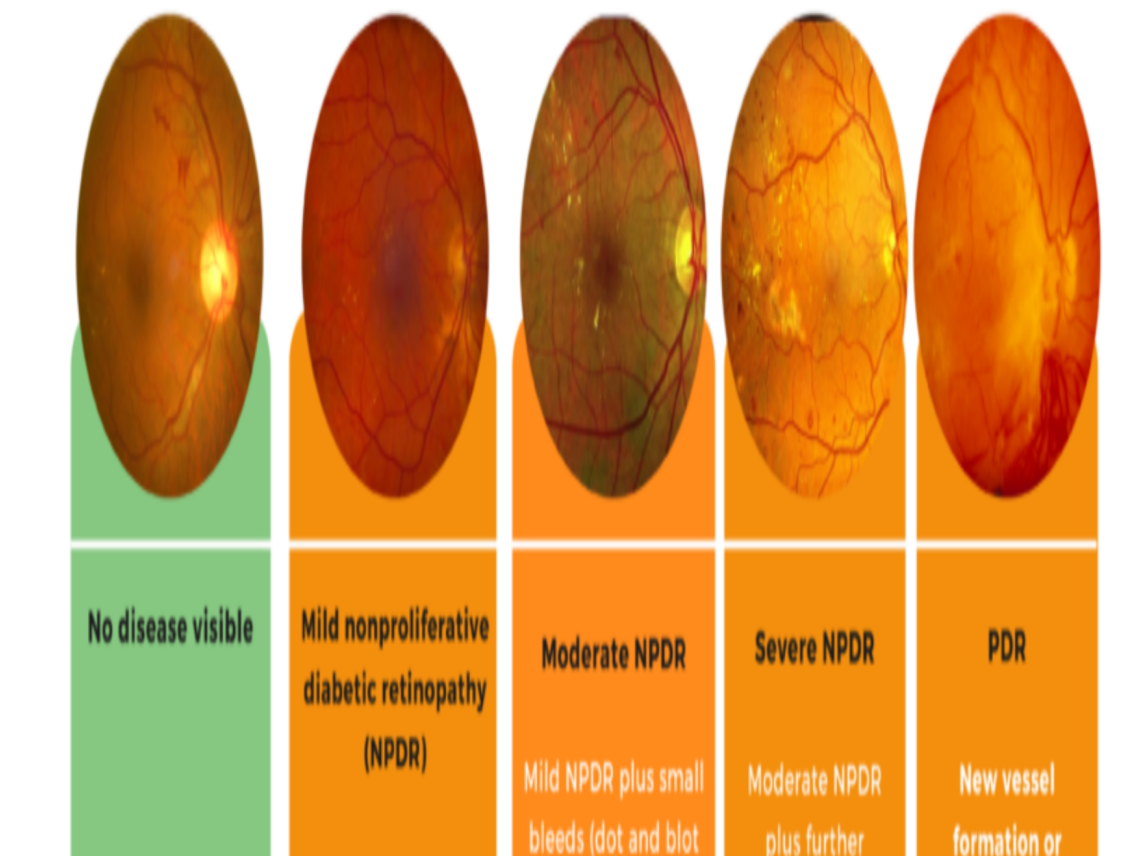 No disease visible
Mild nonproliferative
diabetic retinopathy
(NPDR)
Moderate NPDR
Mild NPDR plus small
bleeds (dot and blot
Severe NPDR
Moderate NPDR
plus further
PDR
New vessel
formation or